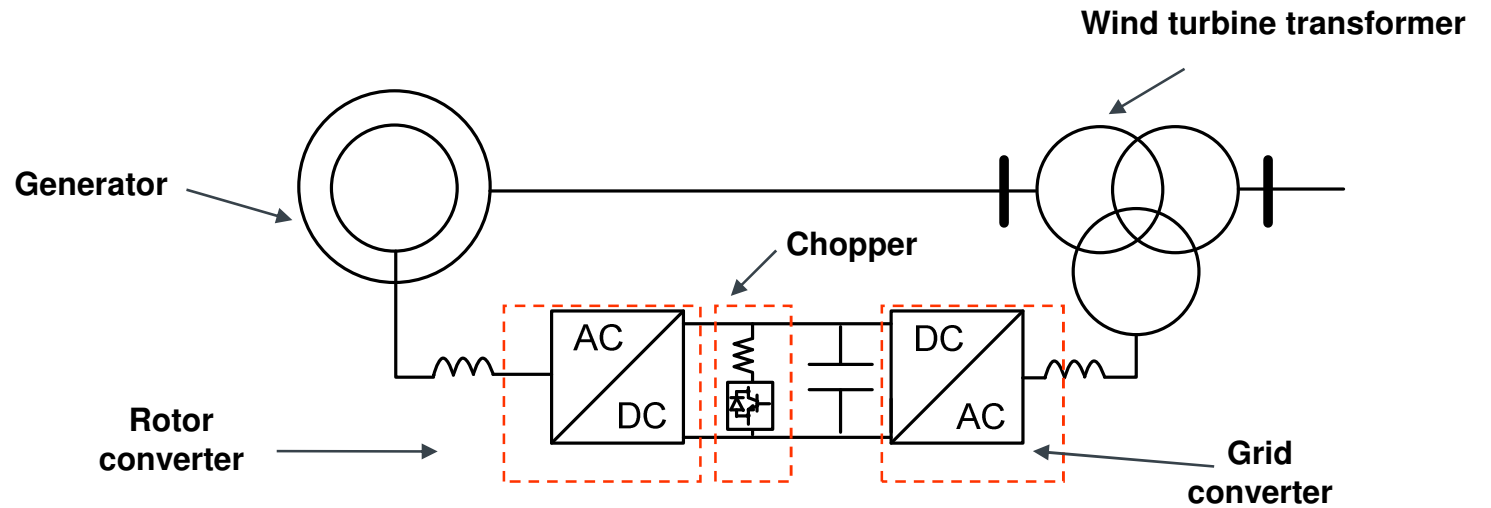 Wind turbine transformer
Generator
Chopper
AC
DC
DC
AC
Rotor
converter
Grid
converter